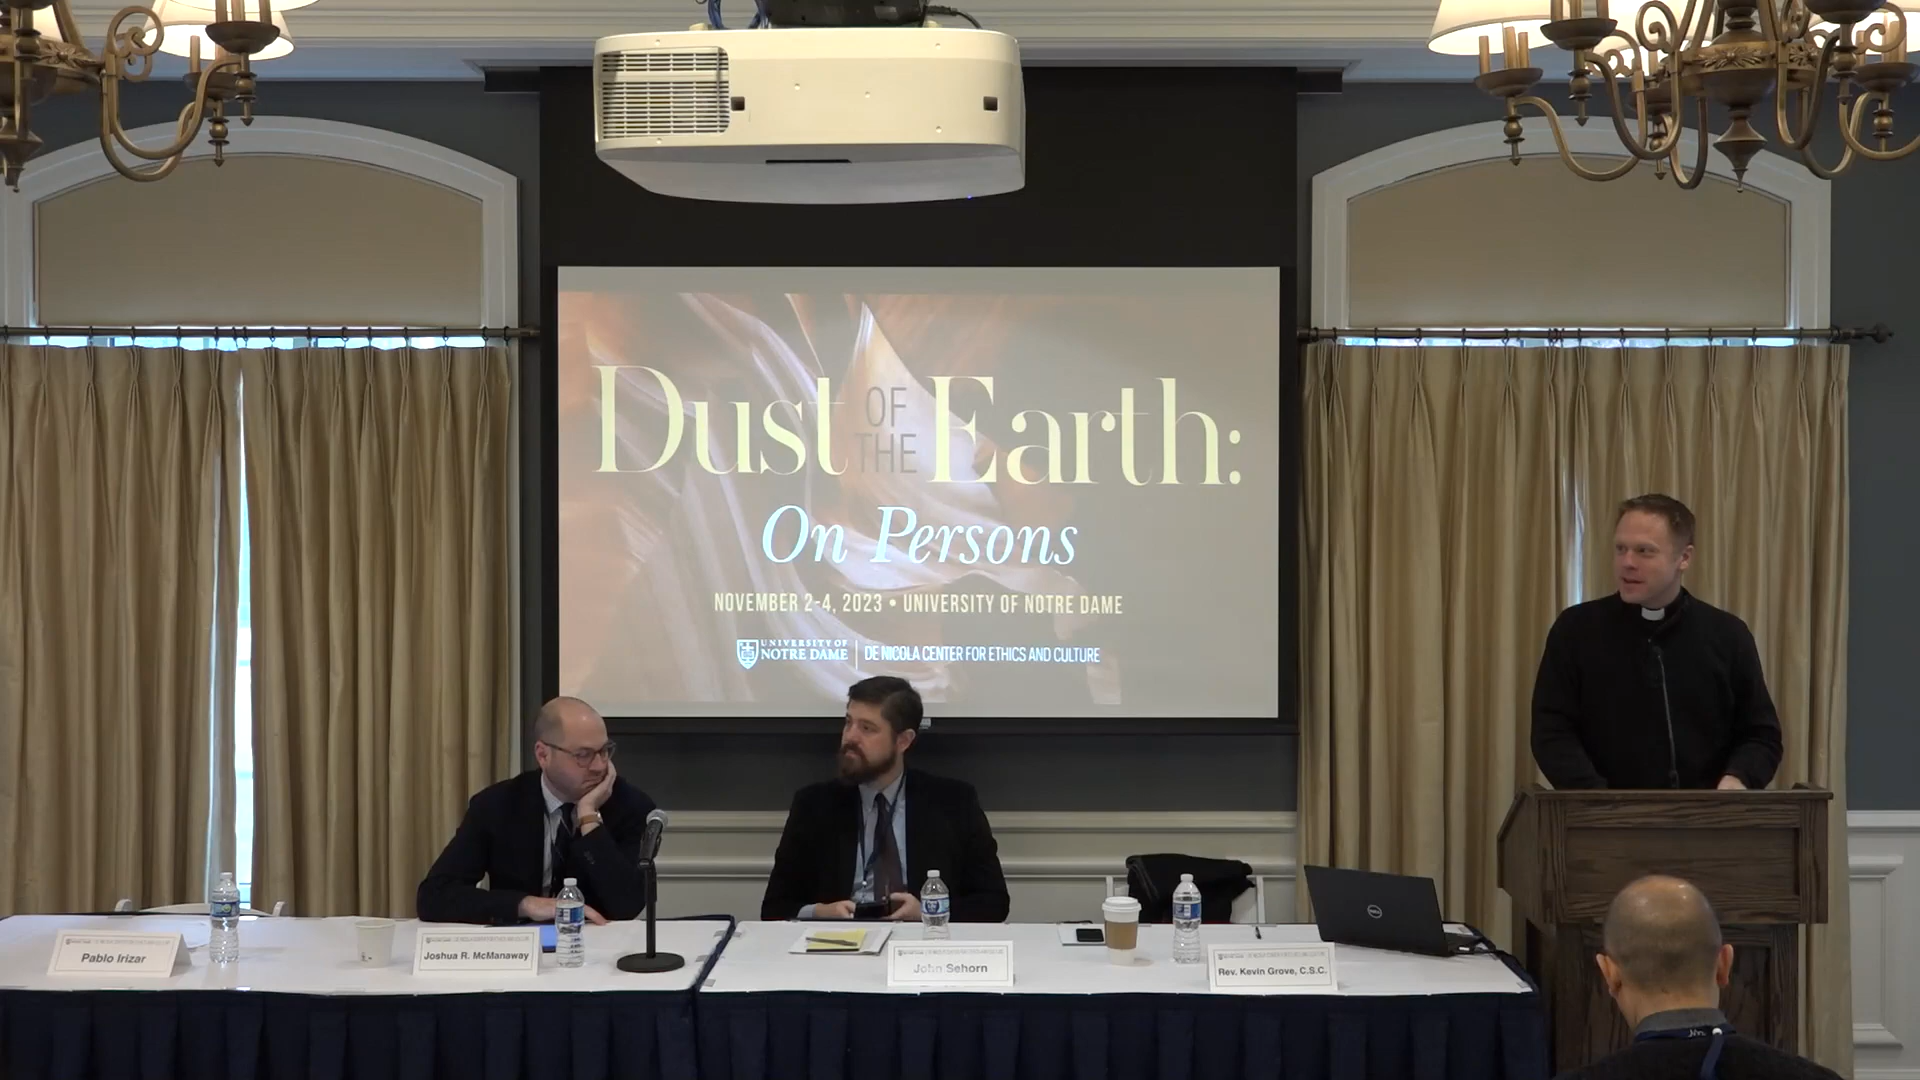 Dust OF THE Earth:
On Persons
NOVEMBER 2-4, 2023 • UNIVERSITY OF NOTRE DAME
UNIVERSITY OF
NOTRE DAME
DE NICOLA CENTER FOR ETHICS AND CULTURE
Pablo Irizar
Joshua R. McManaway
John Sehorn
Rev. Kevin Grove, C.S.C.
DELL